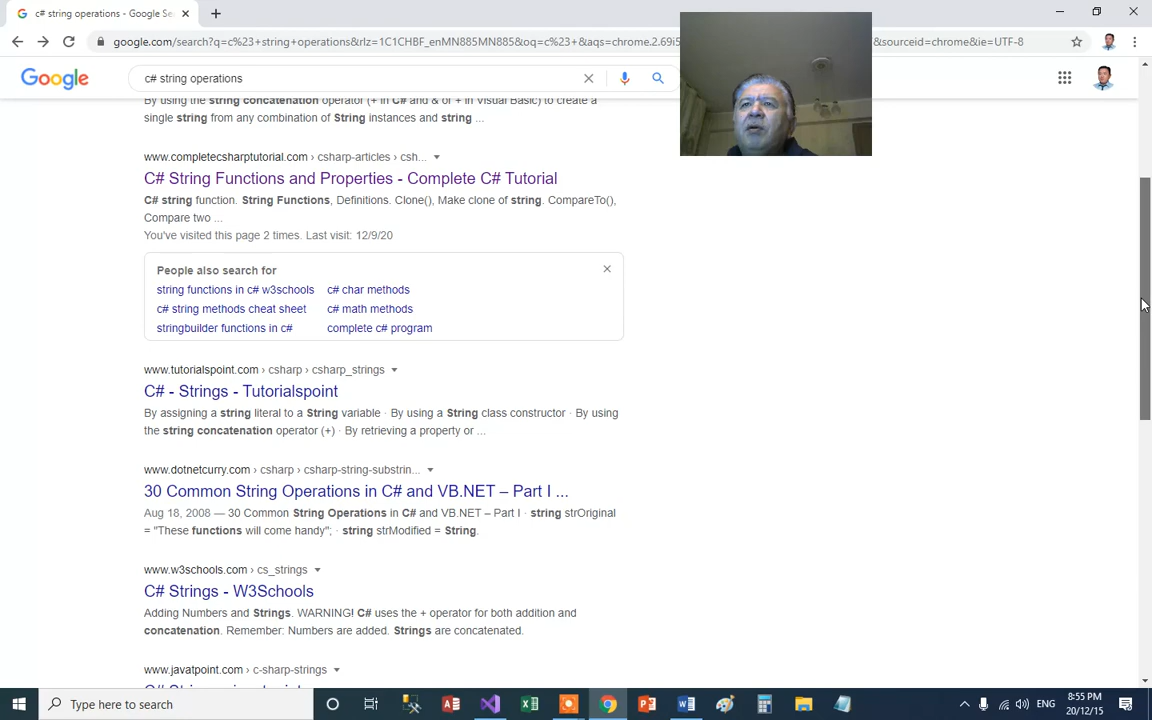 c# string operations - Google Se
google.com/search?q=c%23+string+operations&rlz=1C1CHBF_enMN885MN885&oq=c%23+&aqs=chrome.2.69i5
&sourceid=chrome&ie=UTF-8
Google
c# string operations
By using the string concatenation operator (+ in C# and & or + in Visual Basic) to create a
single string from any combination of String instances and string ...
www.completecsharptutorial.com › csharp-articles › csh...
C# String Functions and Properties - Complete C# Tutorial
C# string function. String Functions, Definitions. Clone(), Make clone of string. CompareTo(),
Compare two ...
You've visited this page 2 times. Last visit: 12/9/20
People also search for
string functions in c# w3schools c# char methods
c# string methods cheat sheet c# math methods
stringbuilder functions in c# complete c# program
www.tutorialspoint.com › csharp › csharp_strings
C# - Strings - Tutorialspoint
By assigning a string literal to a String variable · By using a String class constructor · By using
the string concatenation operator (+) · By retrieving a property or ...
www.dotnetcurry.com › csharp › csharp-string-substrin...
30 Common String Operations in C# and VB.NET – Part I ...
Aug 18, 2008 — 30 Common String Operations in C# and VB.NET – Part I · string strOriginal
= "These functions will come handy"; · string strModified = String.
www.w3schools.com › cs_strings
C# Strings - W3Schools
Adding Numbers and Strings. WARNING! C# uses the + operator for both addition and
concatenation. Remember: Numbers are added. Strings are concatenated.
www.javatpoint.com › c-sharp-strings
Type here to search
ENG
8:55 PM
20/12/15